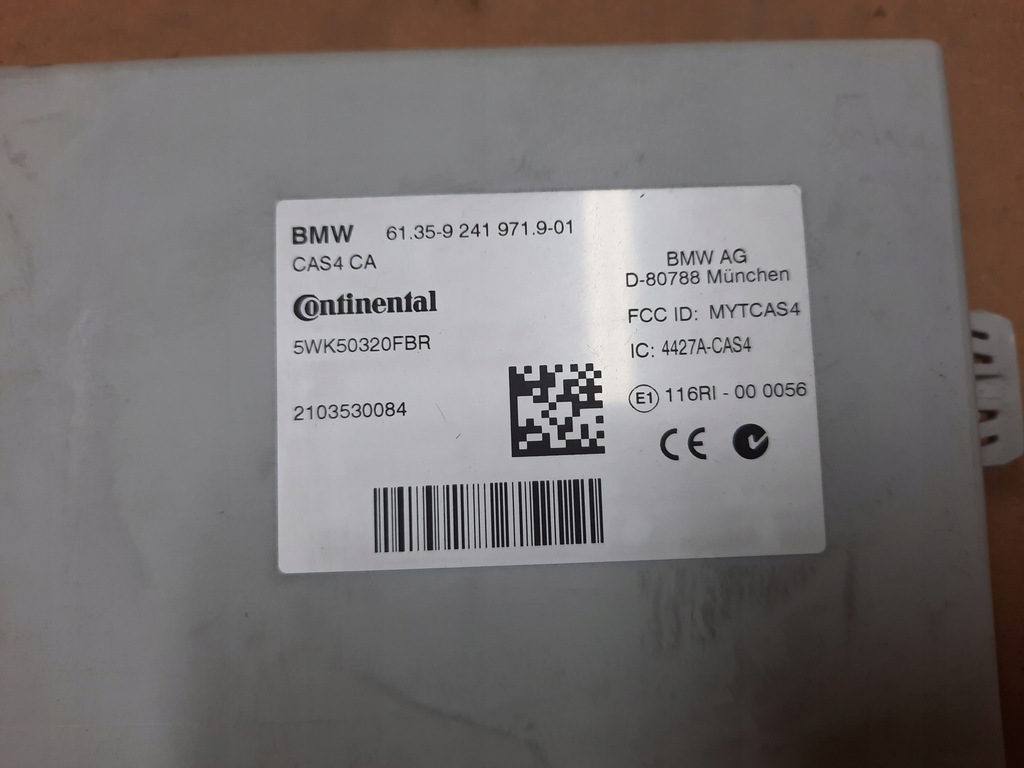 BMW 61.35-9 241 971.9-01
CAS4 CA
Continental
5WK50320FBR
2103530084
BMW AG
D-80788 München
FCC ID: MYTCAS4
IC: 4427A-CAS4
E1 116RI - 00 0056
CE